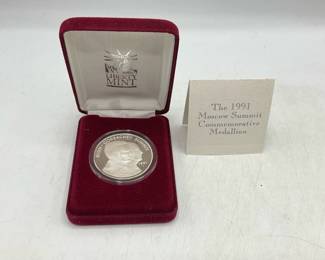 LIBERTY
MINT
The 1991
Moscow Summit
Commemorative
Medallion